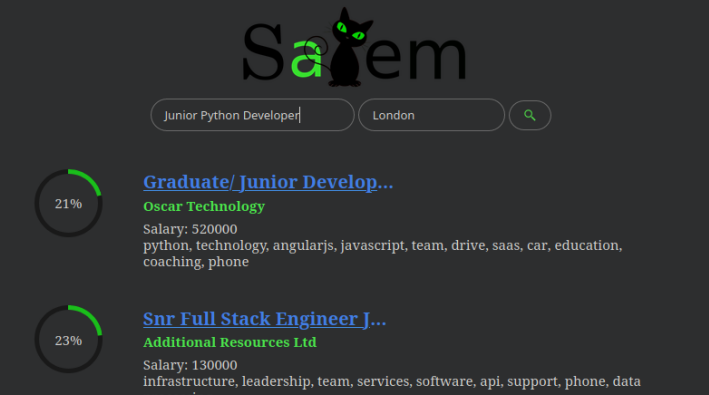 Salem
Junior Python Developer
London
21%
Graduate/ Junior Develop...
Oscar Technology
Salary: 520000
python, technology, angularjs, javascript, team, drive, saas, car, education,
coaching, phone
23%
Snr Full Stack Engineer J...
Additional Resources Ltd
Salary: 130000
infrastructure, leadership, team, services, software, api, support, phone, data